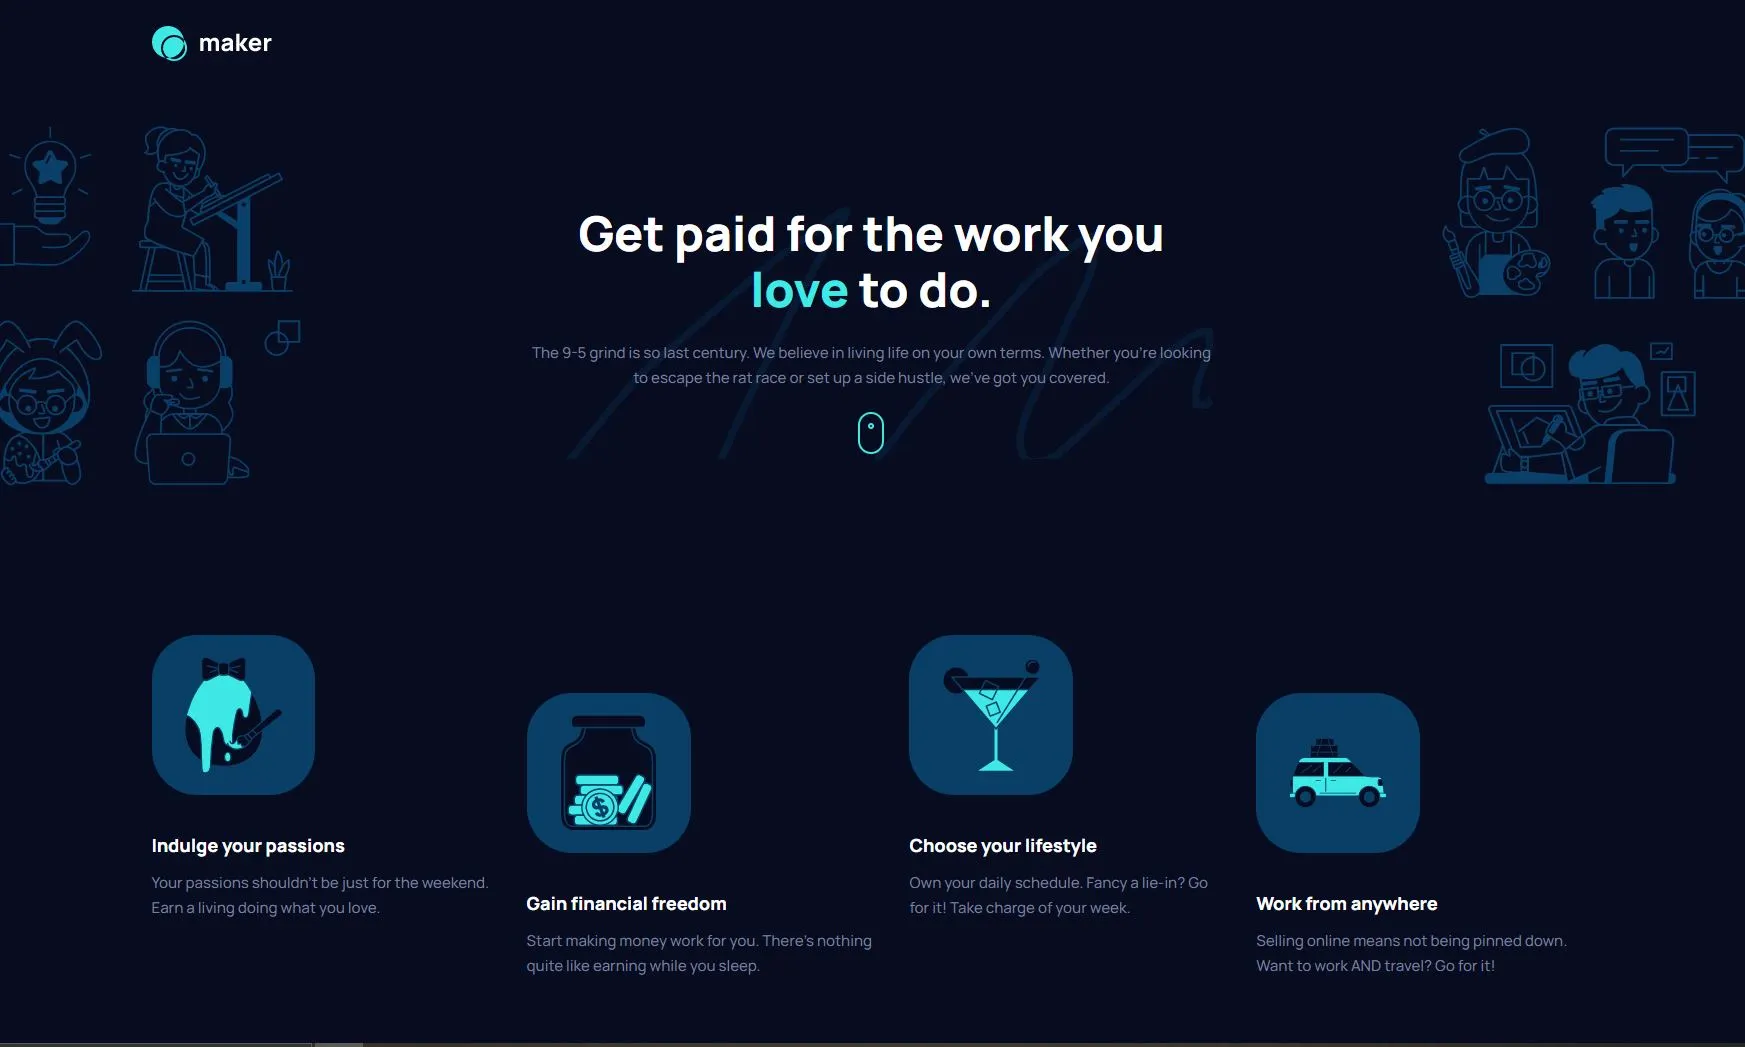 maker
Get paid for the work you
love to do.
The 9-5 grind is so last century. We believe in living life on your own terms. Whether you’re looking
to escape the rat race or set up a side hustle, we’ve got you covered.
Indulge your passions
Your passions shouldn’t be just for the weekend.
Earn a living doing what you love.
Gain financial freedom
Start making money work for you. There’s nothing
quite like earning while you sleep.
Choose your lifestyle
Own your daily schedule. Fancy a lie-in? Go
for it! Take charge of your week.
Work from anywhere
Selling online means not being pinned down.
Want to work AND travel? Go for it!